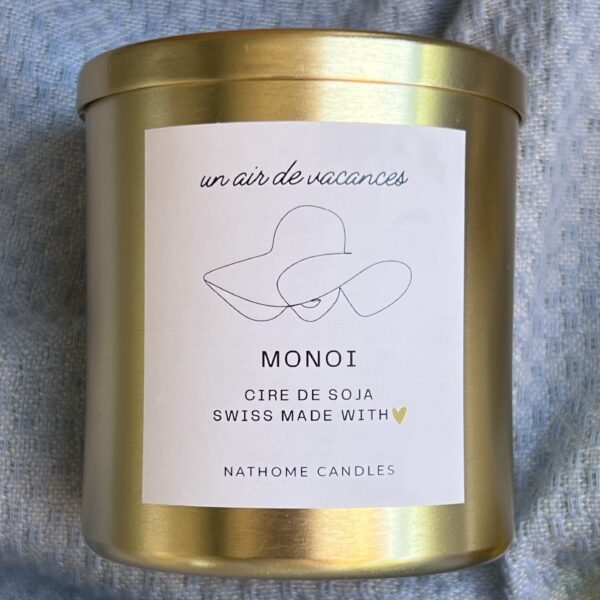 un air de vacances
MONOI
CIRE DE SOJA
SWISS MADE WITH💛
NATHOME CANDLES